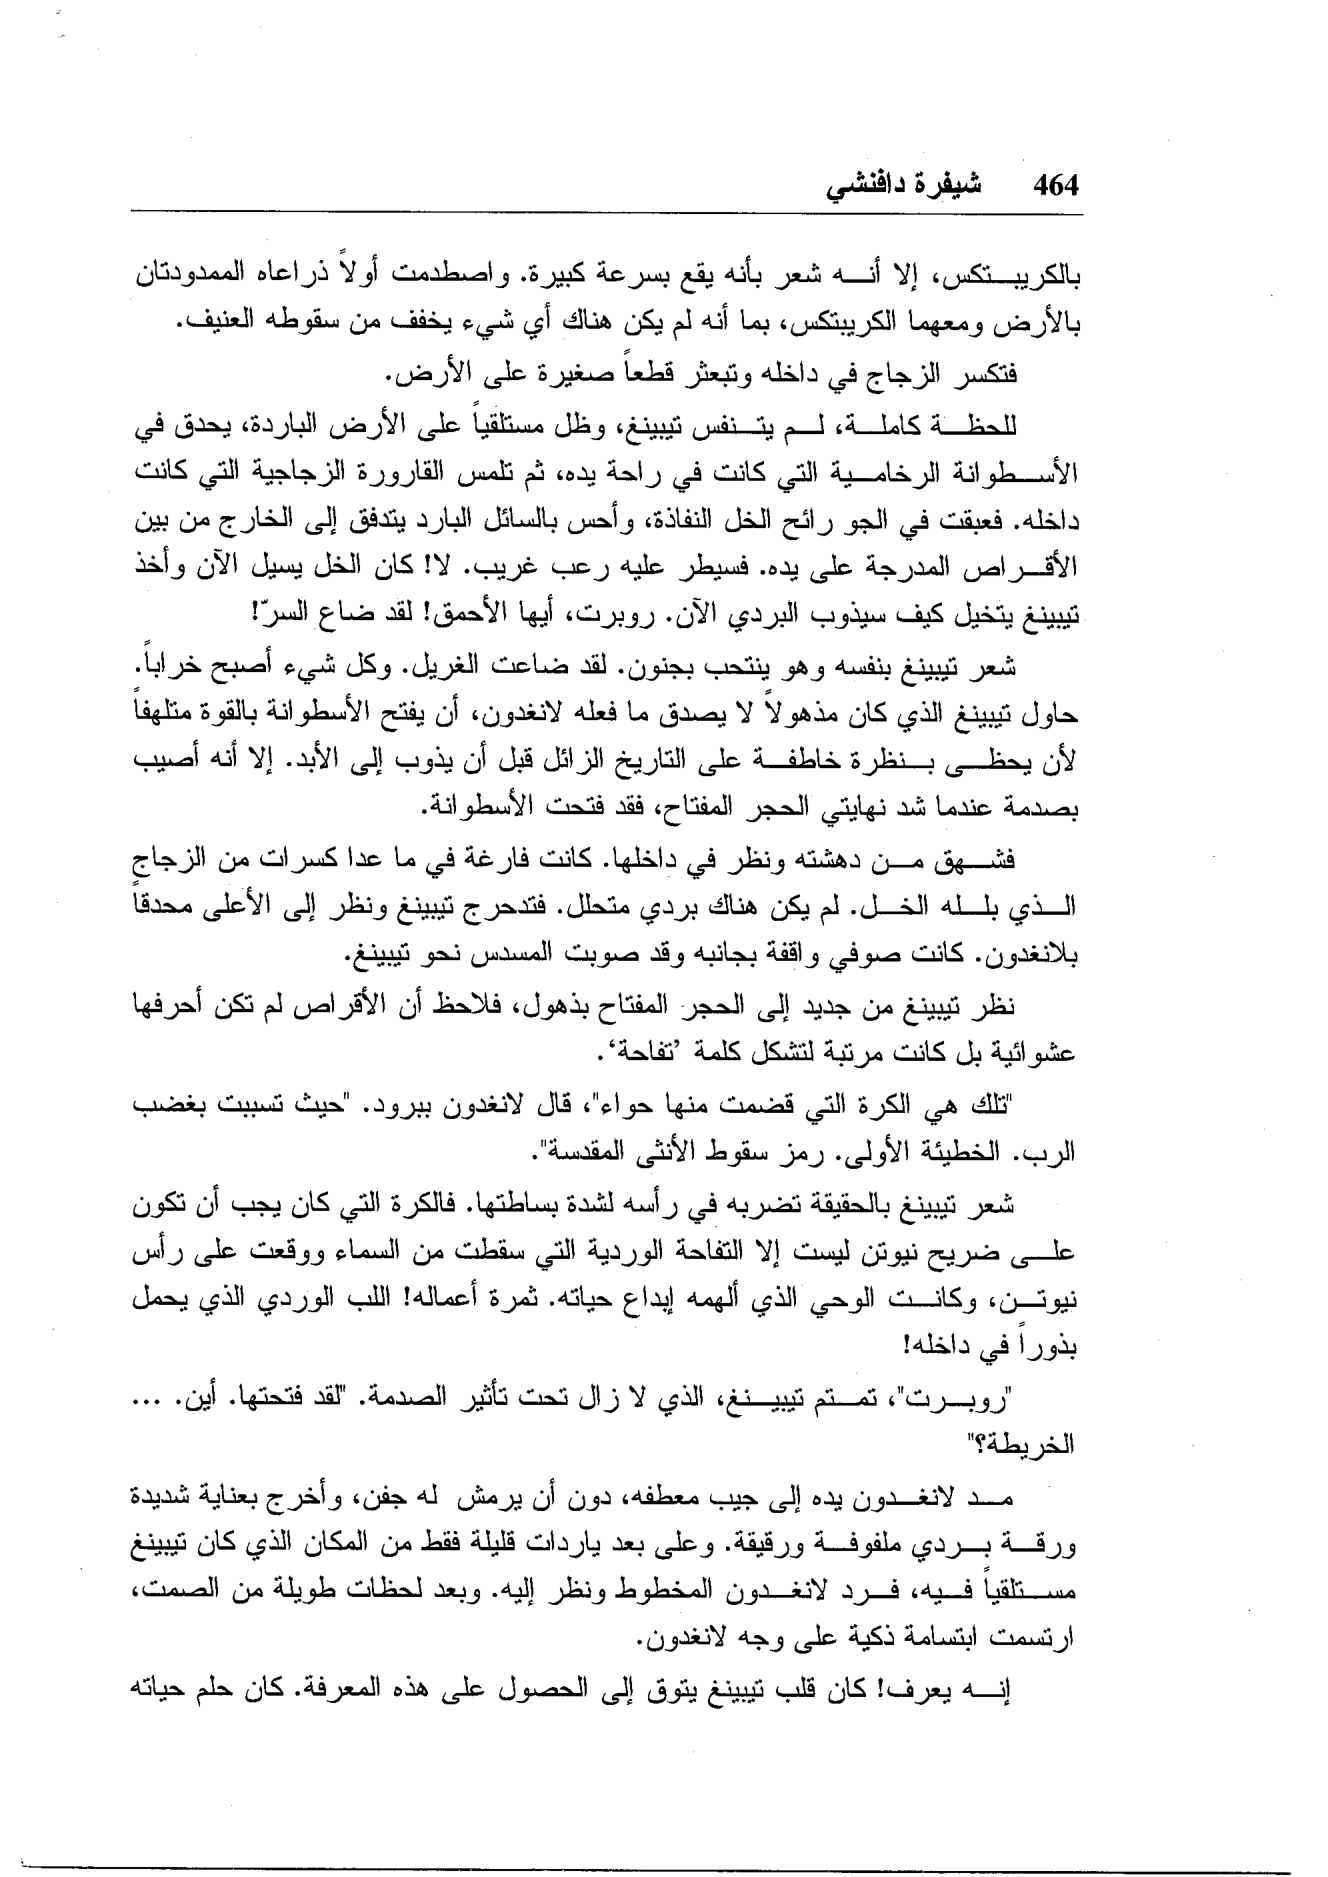 464 شيفرة دافنشي
بالكريبتكس، إلا أنه شعر بأنه يقع بسرعة كبيرة. واصطدمت أولاً ذراعاه الممدودتان
بالأرض ومعهما الكريبتكس، بما أنه لم يكن هناك أي شيء يخفف من سقوطه العنيف.
فتكسر الزجاج في داخله وتبعثر قطعاً صغيرة على الأرض.
للحظة كاملة، لم يتنفس تيبينغ، وظل مستلقياً على الأرض الباردة، يحدق في
الأسطوانة الرخامية التي كانت في راحة يده، ثم تلمس القارورة الزجاجية التي كانت
داخله. فعبقت في الجو رائح الخل النفاذة، وأحس بالسائل البارد يتدفق إلى الخارج من بين
الأقراص المدرجة على يده. فسيطر عليه رعب غريب. لا! كان الخل يسيل الآن وأخذ
تيبينغ يتخيل كيف سيذوب البردي الآن. روبرت، أيها الأحمق! لقد ضاع السرّ!
شعر تيبينغ بنفسه وهو ينتحب بجنون. لقد ضاعت الغريل. وكل شيء أصبح خراباً.
حاول تيبينغ الذي كان مذهولاً لا يصدق ما فعله لانغدون، أن يفتح الأسطوانة بالقوة متلهفاً
لأن يحظى بنظرة خاطفة على التاريخ الزائل قبل أن يذوب إلى الأبد. إلا أنه أصيب
بصدمة عندما شد نهايتي الحجر المفتاح، فقد فتحت الأسطوانة.
فشهق من دهشته ونظر في داخلها. كانت فارغة في ما عدا كسرات من الزجاج
الذي بلله الخل. لم يكن هناك بردي متحلل. فتدحرج تيبينغ ونظر إلى الأعلى محدقاً
بلانغدون. كانت صوفي واقفة بجانبه وقد صوبت المسدس نحو تيبينغ.
نظر تيبينغ من جديد إلى الحجر المفتاح بذهول، فلاحظ أن الأقراص لم تكن أحرفها
عشوائية بل كانت مرتبة لتشكل كلمة ’تفاحة‘.
"تلك هي الكرة التي قضمت منها حواء"، قال لانغدون ببرود. "حيث تسببت بغضب
الرب. الخطيئة الأولى. رمز سقوط الأنثى المقدسة".
شعر تيبينغ بالحقيقة تضربه في رأسه لشدة بساطتها. فالكرة التي كان يجب أن تكون
على ضريح نيوتن ليست إلا التفاحة الوردية التي سقطت من السماء ووقعت على رأس
نيوتن، وكانت الوحي الذي ألهمه إبداع حياته. ثمرة أعماله! اللب الوردي الذي يحمل
بذوراً في داخله!
"روبرت"، تمتم تيبينغ، الذي لا زال تحت تأثير الصدمة. "لقد فتحتها. أين. ...
الخريطة؟"
مد لانغدون يده إلى جيب معطفه، دون أن يرمش له جفن، وأخرج بعناية شديدة
ورقة بردي ملفوفة ورقيقة. وعلى بعد ياردات قليلة فقط من المكان الذي كان تيبينغ
مستلقياً فيه، فرد لانغدون المخطوط ونظر إليه. وبعد لحظات طويلة من الصمت،
ارتسمت ابتسامة ذكية على وجه لانغدون.
إنه يعرف! كان قلب تيبينغ يتوق إلى الحصول على هذه المعرفة. كان حلم حياته